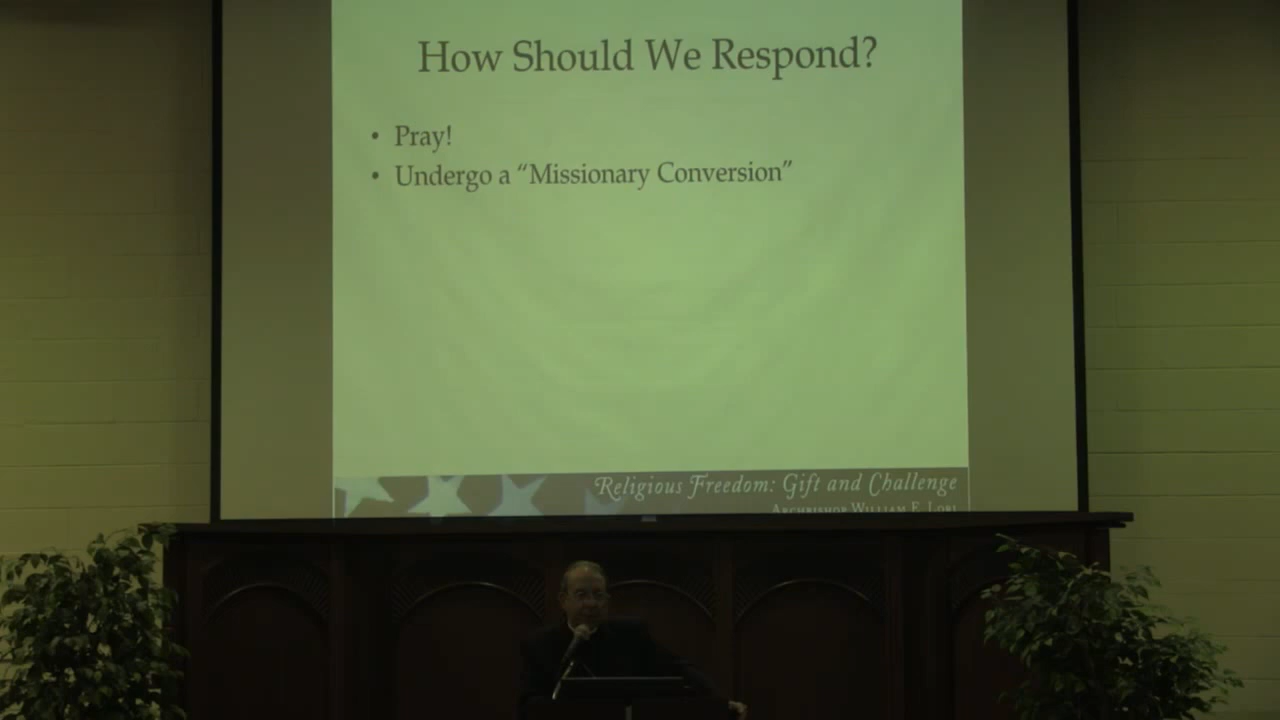 How Should We Respond?
• Pray!
• Undergo a “Missionary Conversion”
Religious Freedom: Gift and Challenge
Archbishop William E. Lori